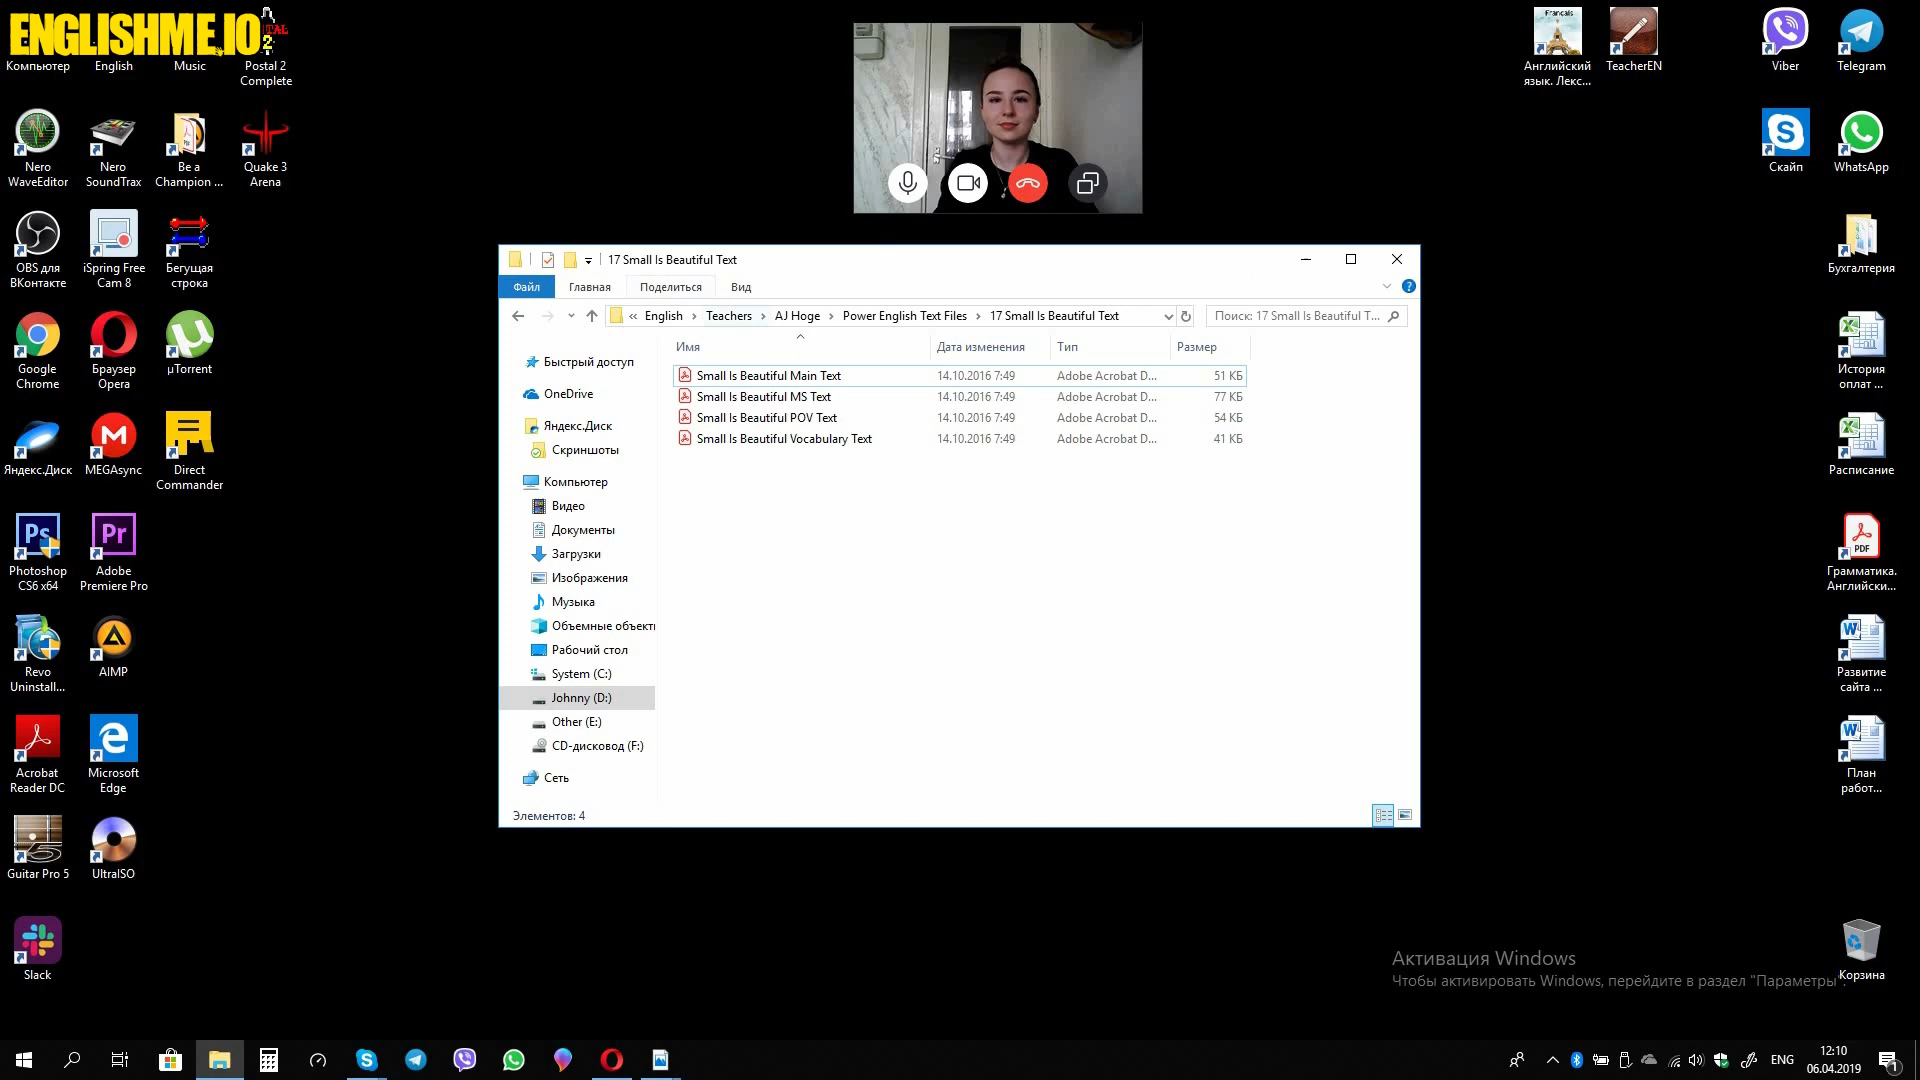 ENGLISHME.IO
Компьютер
English
Music
Postal 2
Complete
Nero
WaveEditor
Nero
SoundTrax
Be a
Champion ...
Quake 3
Arena
OBS для
ВКонтакте
iSpring Free
Cam 8
Бегущая
строка
Google
Chrome
Браузер
Opera
µTorrent
Яндекс.Диск
MEGAsync
Direct
Commander
Photoshop
CS6 x64
Adobe
Premiere Pro
Revo
Uninstall...
AIMP
Acrobat
Reader DC
Microsoft
Edge
Guitar Pro 5
UltraISO
Slack
17 Small Is Beautiful Text
Файл Главная Поделиться Вид
« English › Teachers › AJ Hoge › Power English Text Files › 17 Small Is Beautiful Text
Поиск: 17 Small Is Beautiful T...
Имя Дата изменения Тип Размер
Small Is Beautiful Main Text 14.10.2016 7:49 Adobe Acrobat D... 51 КБ
Small Is Beautiful MS Text 14.10.2016 7:49 Adobe Acrobat D... 77 КБ
Small Is Beautiful POV Text 14.10.2016 7:49 Adobe Acrobat D... 54 КБ
Small Is Beautiful Vocabulary Text 14.10.2016 7:49 Adobe Acrobat D... 41 КБ
Быстрый доступ
OneDrive
Яндекс.Диск
Скриншоты
Компьютер
Видео
Документы
Загрузки
Изображения
Музыка
Объемные объекты
Рабочий стол
System (C:)
Johnny (D:)
Other (E:)
CD-дисковод (F:)
Сеть
Элементов: 4
Français
Английский
язык. Лекс...
TeacherEN
Viber
Telegram
Скайп
WhatsApp
Бухгалтерия
История
оплат ...
Расписание
PDF
Грамматика.
Английски...
Развитие
сайта ...
План
работ...
Корзина
Активация Windows
Чтобы активировать Windows, перейдите в раздел "Параметры".
ENG
12:10
06.04.2019
1